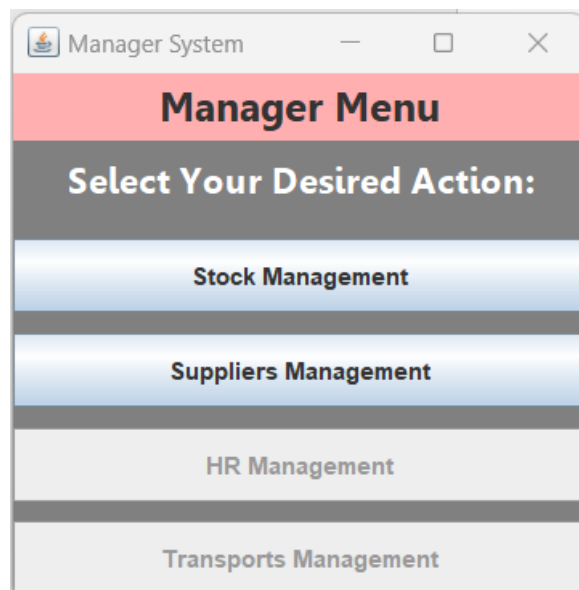 Manager System
Manager Menu
Select Your Desired Action:
Stock Management
Suppliers Management
HR Management
Transports Management